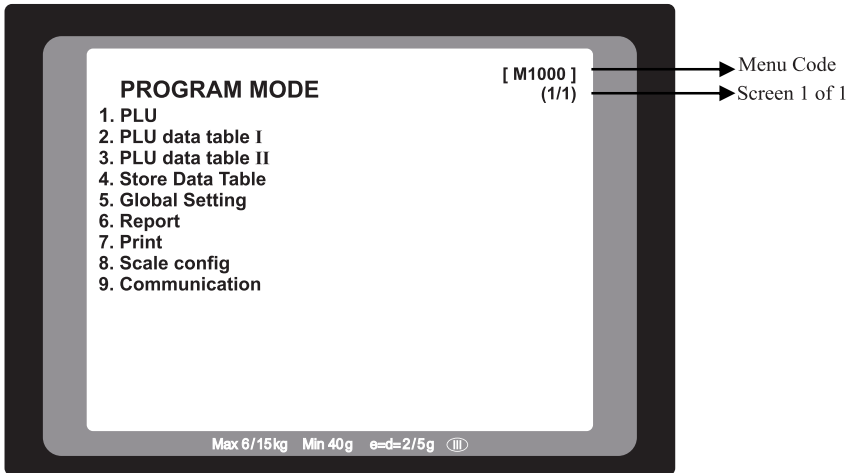 PROGRAM MODE
[ M1000 ]
(1/1)
Menu Code
Screen 1 of 1
1. PLU
2. PLU data table I
3. PLU data table II
4. Store Data Table
5. Global Setting
6. Report
7. Print
8. Scale config
9. Communication
Max 6/15kg Min 40g e=d=2/5g III